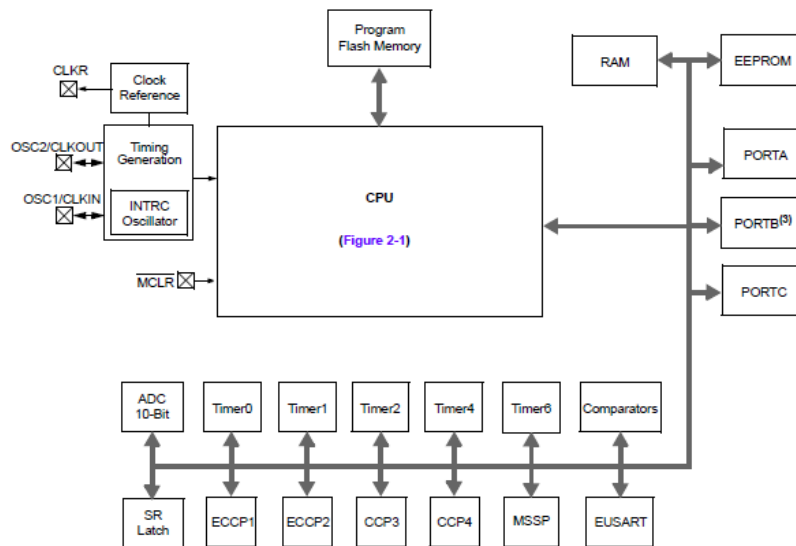 Program
Flash Memory
RAM
EEPROM
CLKR
Clock
Reference
OSC2/CLKOUT
Timing
Generation
PORTA
OSC1/CLKIN
INTRC
Oscillator
CPU
(Figure 2-1)
PORTB(3)
MCLR
PORTC
ADC
10-Bit
Timer0
Timer1
Timer2
Timer4
Timer6
Comparators
SR
Latch
ECCP1
ECCP2
CCP3
CCP4
MSSP
EUSART